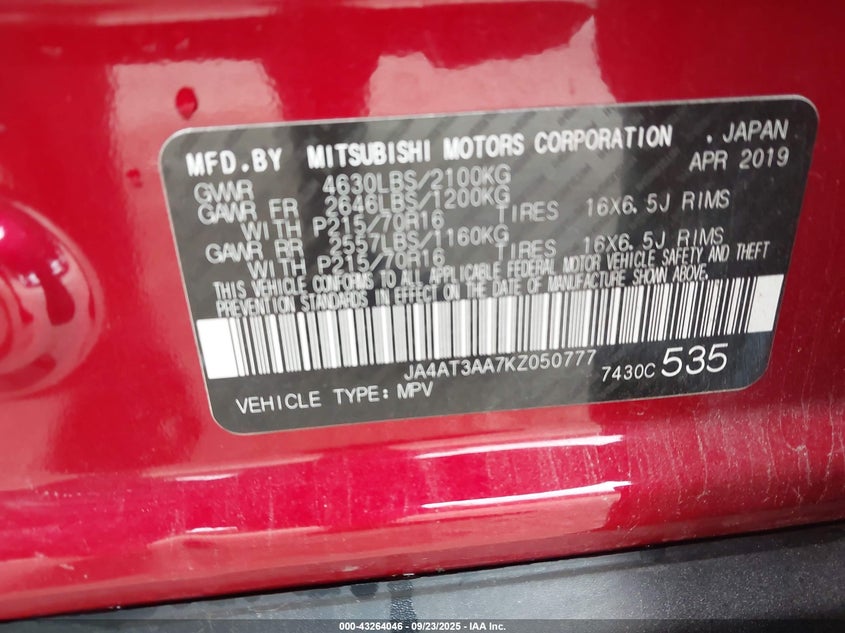 MFD.BY MITSUBISHI MOTORS CORPORATION . JAPAN
APR 2019
GVWR 4630LBS/2100KG
GAWR FR 2646LBS/1200KG
WITH P215/70R16 TIRES 16X6.5J RIMS
GAWR RR 2557LBS/1160KG
WITH P215/70R16 TIRES 16X6.5J RIMS
THIS VEHICLE CONFORMS TO ALL APPLICABLE FEDERAL MOTOR VEHICLE SAFETY AND THEFT
PREVENTION STANDARDS IN EFFECT ON THE DATE OF MANUFACTURE SHOWN ABOVE.
JA4AT3AA7KZ050777 7430C 535
VEHICLE TYPE: MPV
000-43264046 - 09/23/2025 - IAA Inc.